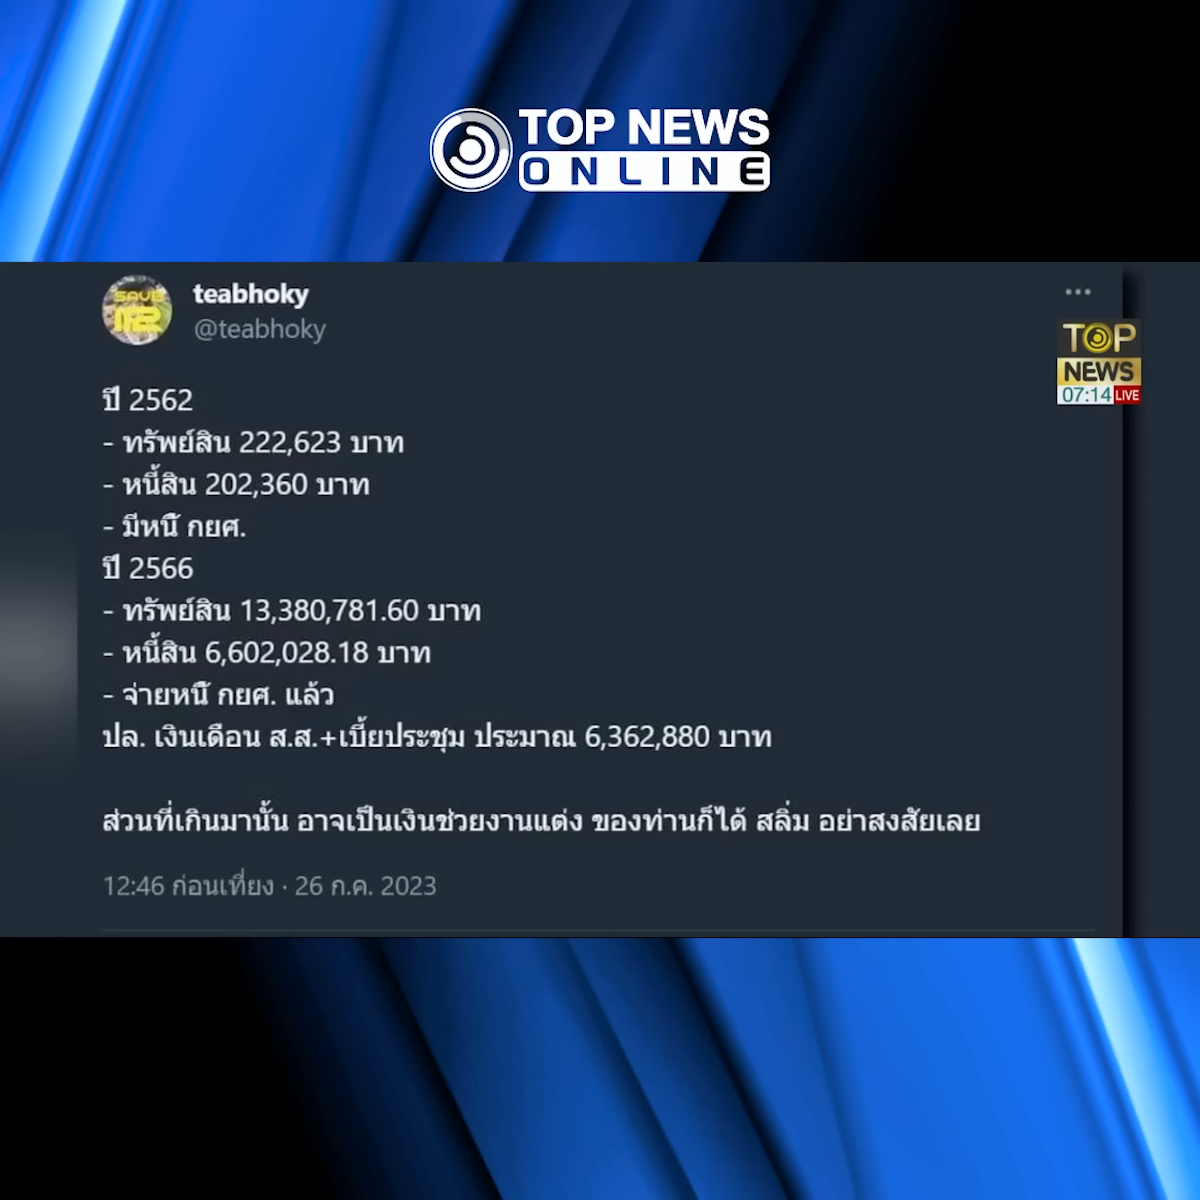 TOP NEWS
ONLINE
SAVE
112
teabhoky
@teabhoky
TOP
NEWS
07:14 LIVE
ปี 2562
- ทรัพย์สิน 222,623 บาท
- หนี้สิน 202,360 บาท
- มีหนี้ กยศ.
ปี 2566
- ทรัพย์สิน 13,380,781.60 บาท
- หนี้สิน 6,602,028.18 บาท
- จ่ายหนี้ กยศ. แล้ว
ปล. เงินเดือน ส.ส.+เบี้ยประชุม ประมาณ 6,362,880 บาท
ส่วนที่เกินมานั้น อาจเป็นเงินช่วยงานแต่ง ของท่านก็ได้ สลิ่ม อย่าสงสัยเลย
12:46 ก่อนเที่ยง · 26 ก.ค. 2023